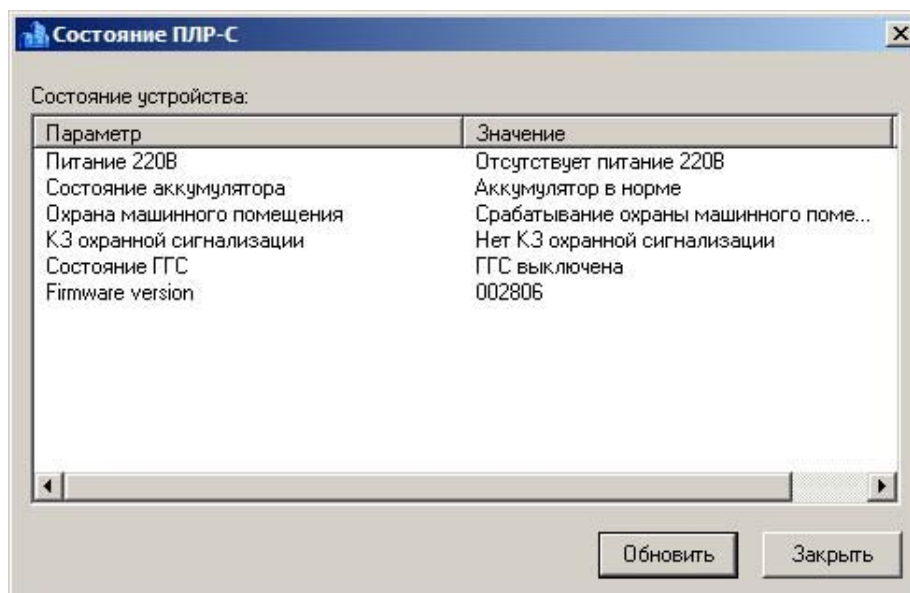 Состояние ПЛР-С
Состояние устройства:
Параметр Значение
Питание 220В Отсутствует питание 220В
Состояние аккумулятора Аккумулятор в норме
Охрана машинного помещения Срабатывание охраны машинного поме...
КЗ охранной сигнализации Нет КЗ охранной сигнализации
Состояние ГГС ГГС выключена
Firmware version 002806
Обновить Закрыть